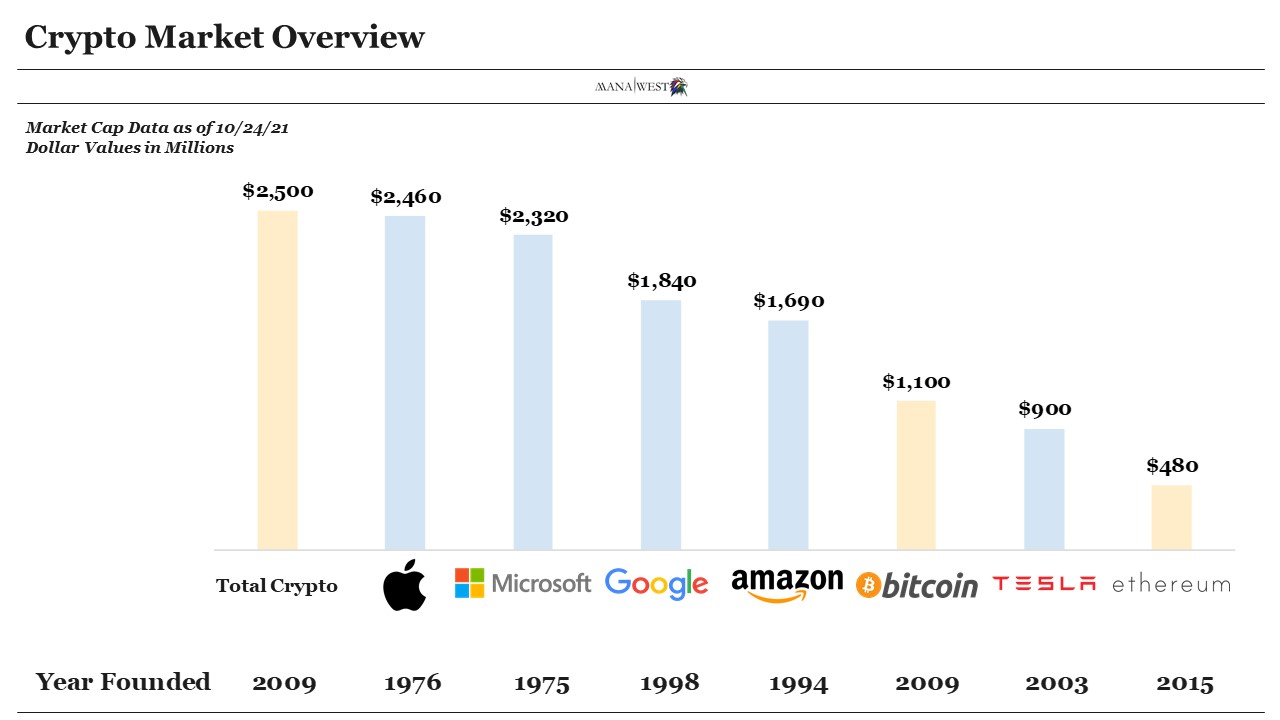 Crypto Market Overview
MANA|WEST
Market Cap Data as of 10/24/21
Dollar Values in Millions
$2,500
$2,460
$2,320
$1,840
$1,690
$1,100
$900
$480
Total Crypto
Microsoft
Google
amazon
bitcoin
TESLA
ethereum
Year Founded 2009 1976 1975 1998 1994 2009 2003 2015